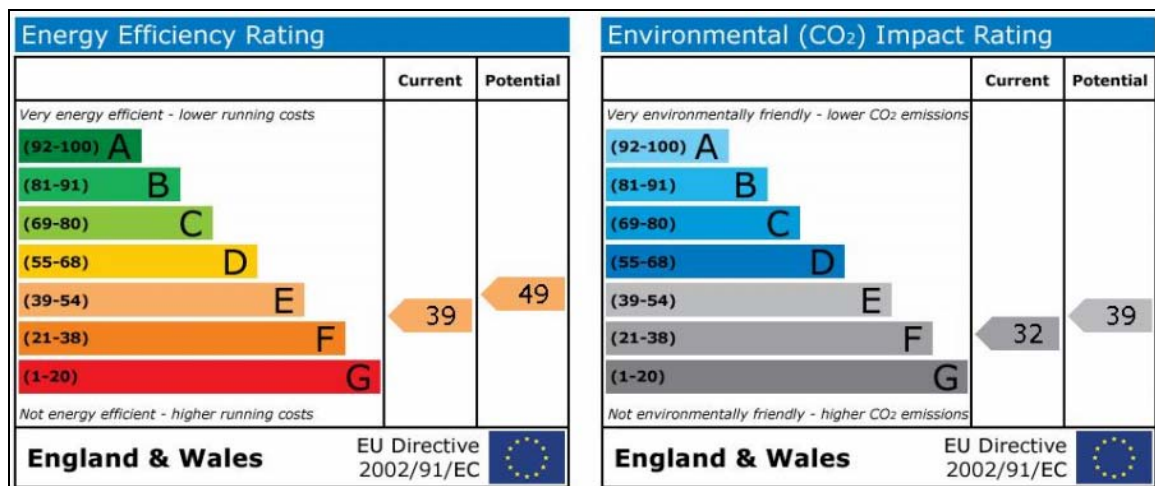 Energy Efficiency Rating
Current Potential
Very energy efficient - lower running costs
(92-100) A
(81-91) B
(69-80) C
(55-68) D
(39-54) E
(21-38) F
(1-20) G
39
49
Not energy efficient - higher running costs
England & Wales
EU Directive
2002/91/EC
Environmental (CO₂) Impact Rating
Current Potential
Very environmentally friendly - lower CO₂ emissions
(92-100) A
(81-91) B
(69-80) C
(55-68) D
(39-54) E
(21-38) F
(1-20) G
32
39
Not environmentally friendly - higher CO₂ emissions
England & Wales
EU Directive
2002/91/EC